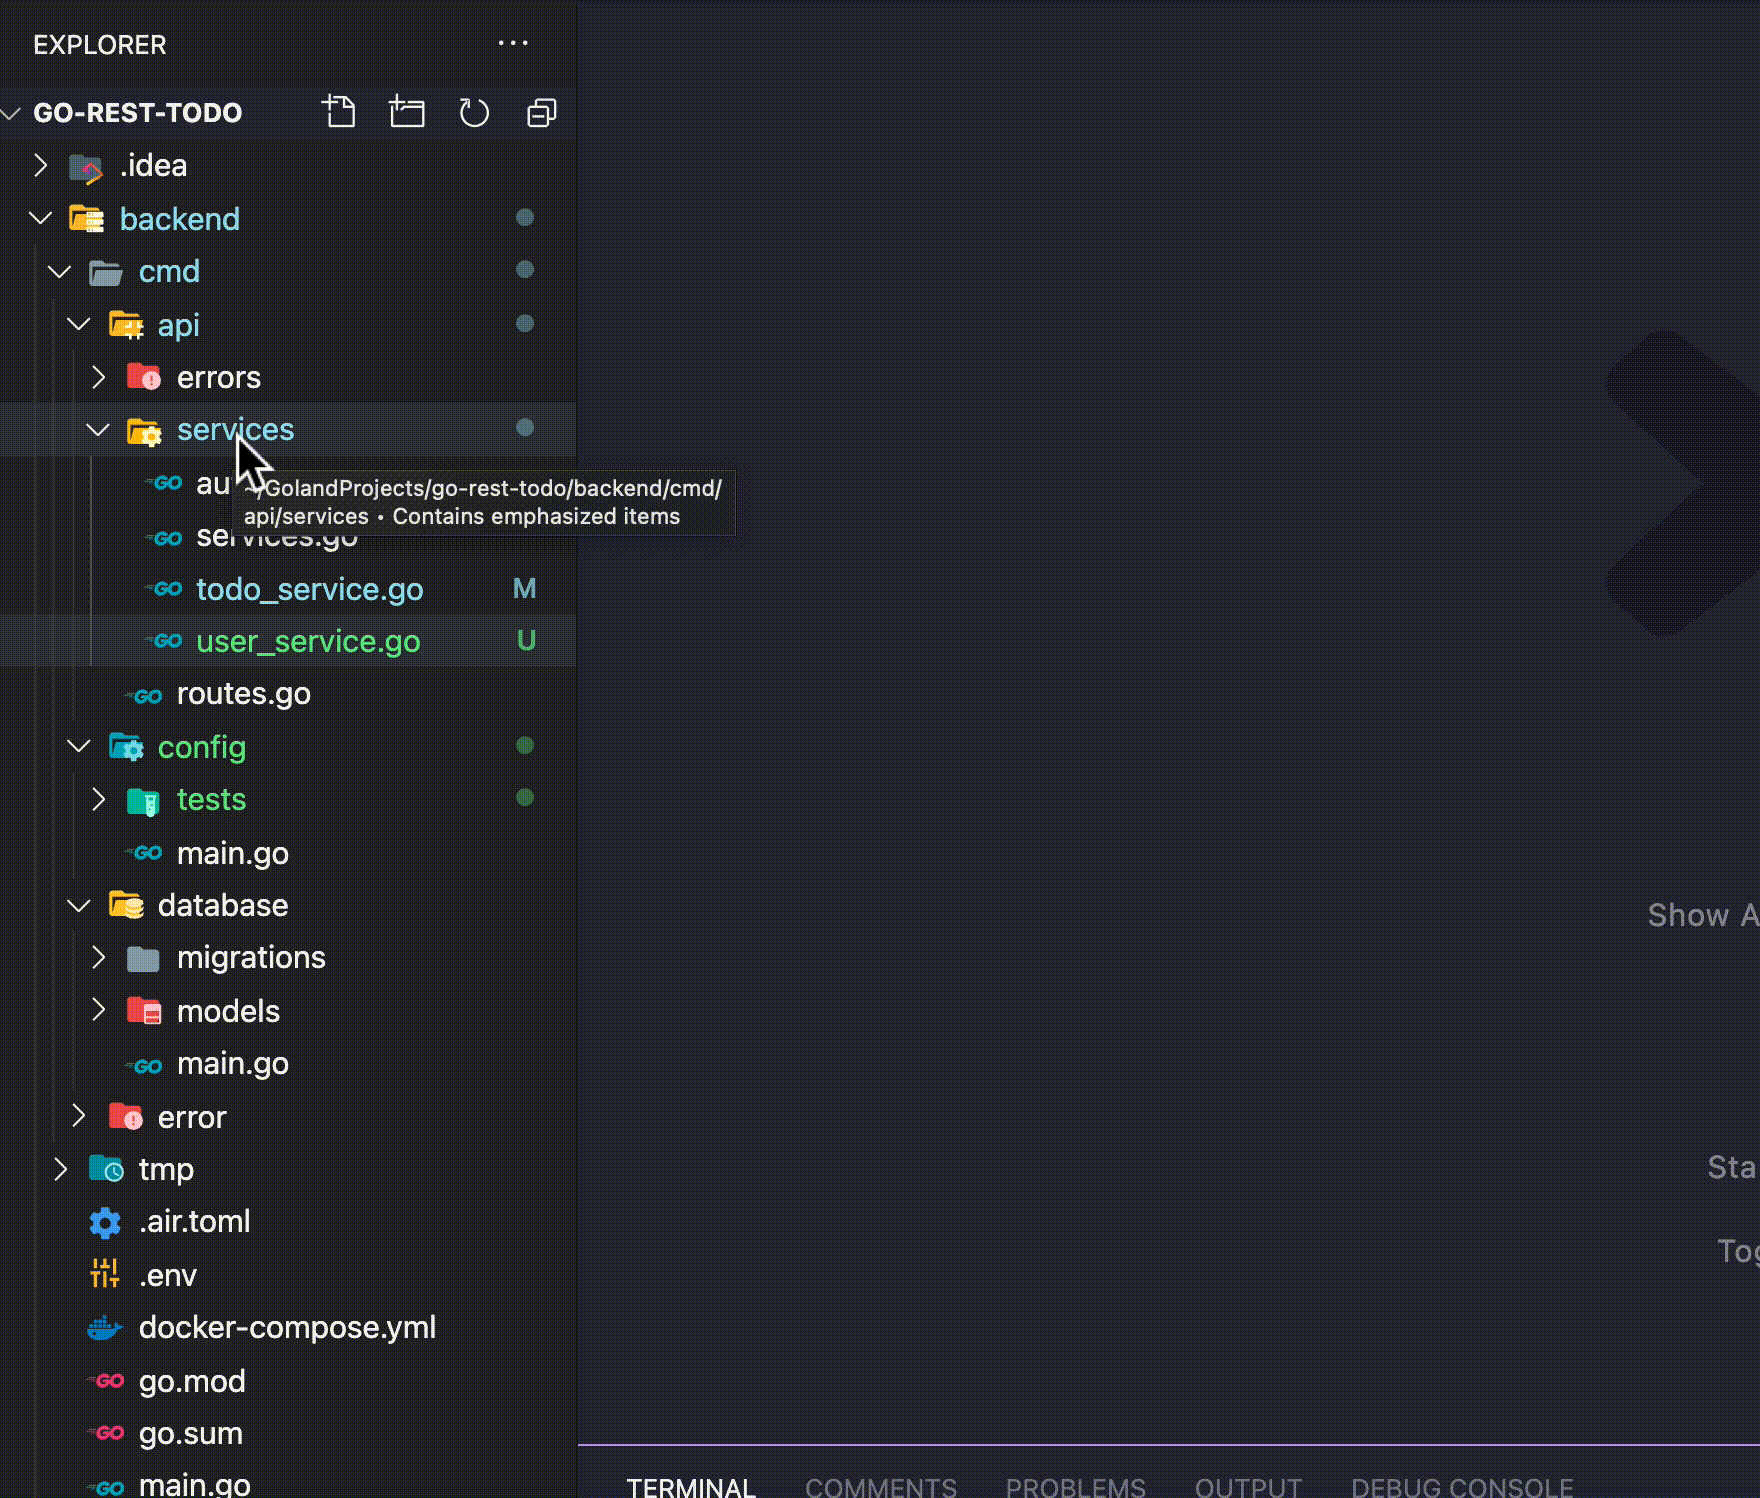 EXPLORER
GO-REST-TODO
.idea
backend
cmd
api
errors
services
~/GolandProjects/go-rest-todo/backend/cmd/
api/services • Contains emphasized items
services.go
todo_service.go M
user_service.go U
routes.go
config
tests
main.go
database
migrations
models
main.go
error
tmp
.air.toml
.env
docker-compose.yml
go.mod
go.sum
main.go
Show
TERMINAL COMMENTS PROBLEMS OUTPUT DEBUG CONSOLE